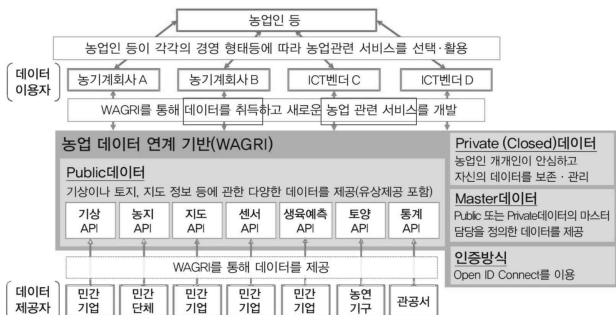 농업인 등
농업인 등이 각각의 경영 형태등에 따라 농업관련 서비스를 선택·활용
데이터
이용자
농기계회사 A
농기계회사 B
ICT벤더 C
ICT벤더 D
WAGRI를 통해 데이터를 취득하고 새로운 농업 관련 서비스를 개발
농업 데이터 연계 기반(WAGRI)
Public데이터
기상이나 토지, 지도 정보 등에 관한 다양한 데이터를 제공(유상제공 포함)
기상
API
농지
API
지도
API
센서
API
생육예측
API
토양
API
통계
API
Private (Closed)데이터
농업인 개개인이 안심하고
자신의 데이터를 보존·관리
Master데이터
Public 또는 Private데이터의 마스터
담당을 정의한 데이터를 제공
인증방식
Open ID Connect를 이용
WAGRI를 통해 데이터를 제공
데이터
제공자
민간
기업
민간
단체
민간
기업
민간
기업
민간
기업
농연
기구
관공서